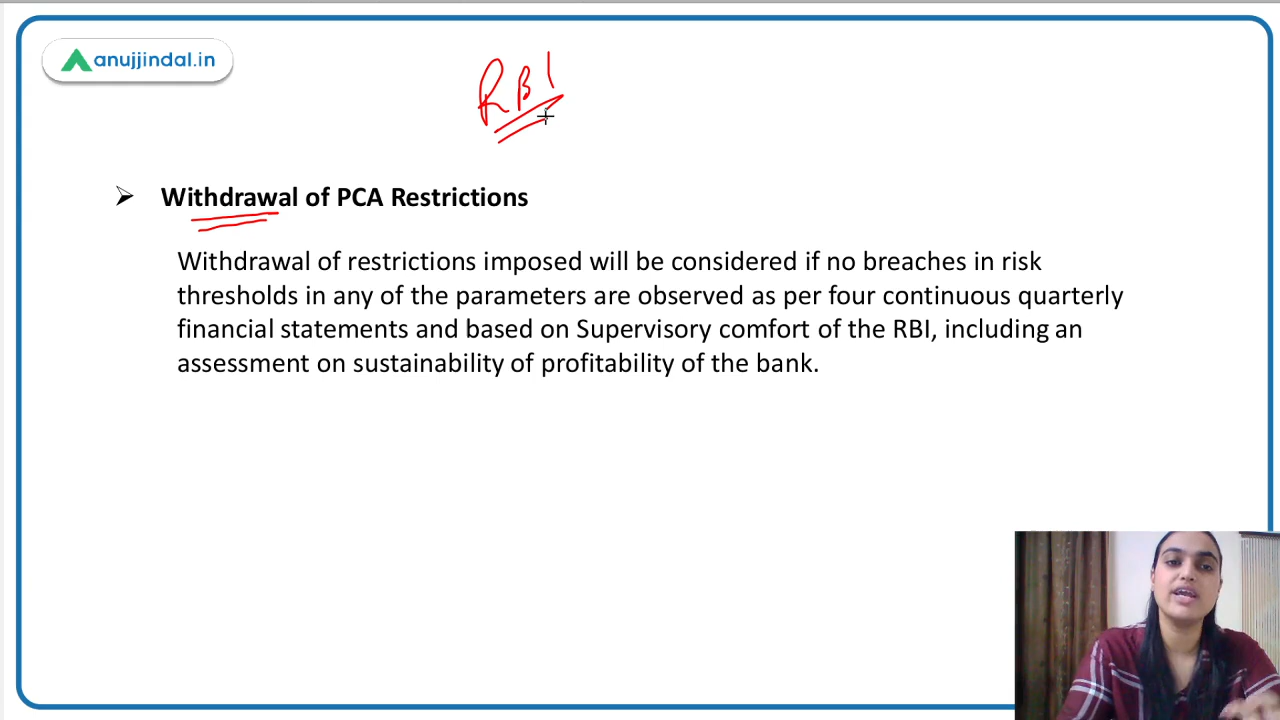 anujjindal.in
RBI
Withdrawal of PCA Restrictions
Withdrawal of restrictions imposed will be considered if no breaches in risk
thresholds in any of the parameters are observed as per four continuous quarterly
financial statements and based on Supervisory comfort of the RBI, including an
assessment on sustainability of profitability of the bank.